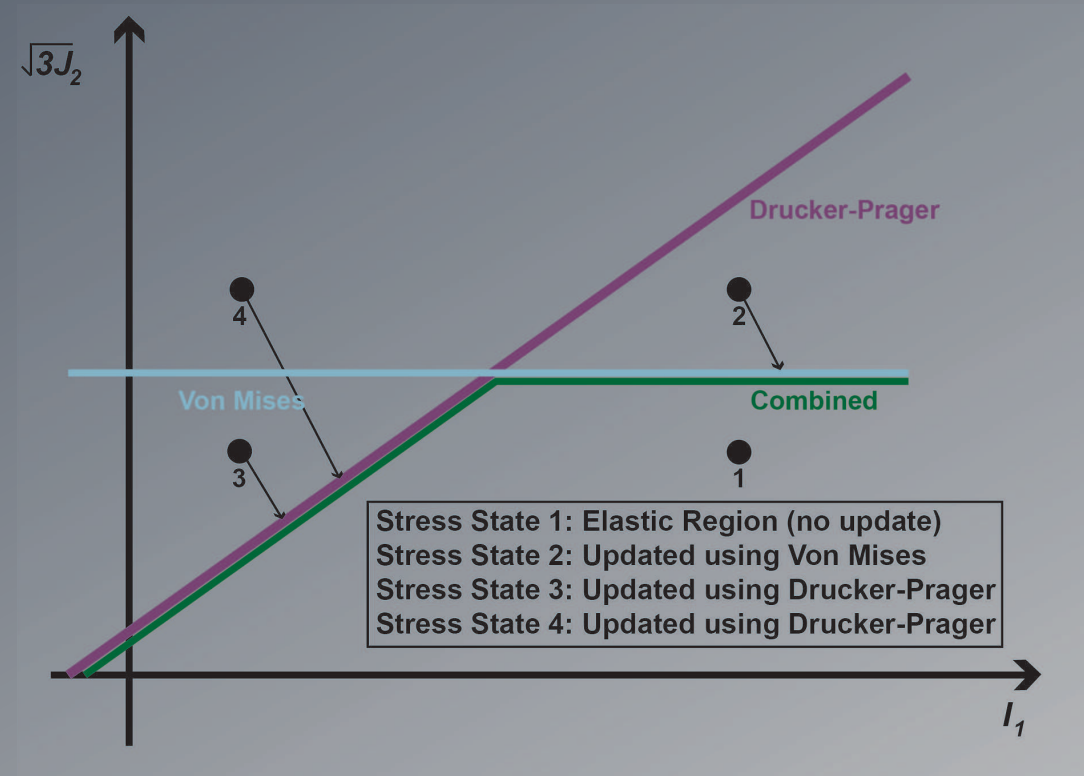 √3J₂
Drucker-Prager
4
2
Von Mises
Combined
3
1
Stress State 1: Elastic Region (no update)
Stress State 2: Updated using Von Mises
Stress State 3: Updated using Drucker-Prager
Stress State 4: Updated using Drucker-Prager
I₁